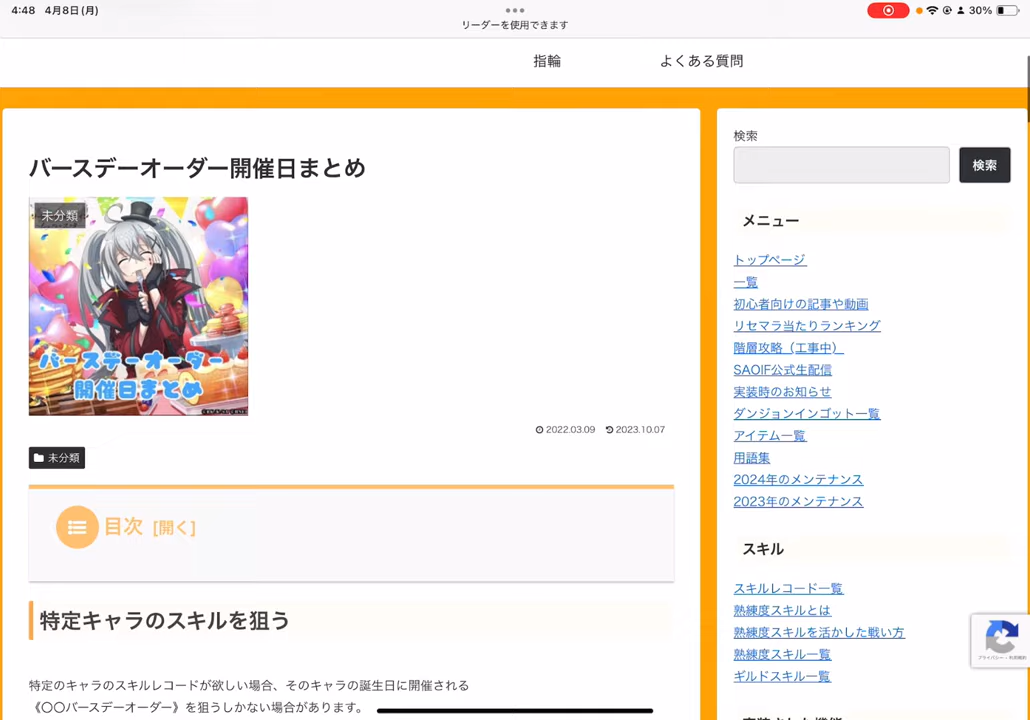 4:48 4月8日(月)
リーダーを使用できます
30%
指輪
よくある質問
バースデーオーダー開催日まとめ
未分類
バースデーオーダー
開催日まとめ
2022.03.09 2023.10.07
未分類
目次 [開く]
特定キャラのスキルを狙う
特定のキャラのスキルレコードが欲しい場合、そのキャラの誕生日に開催される
《〇〇バースデーオーダー》を狙うしかない場合があります。
検索
検索
メニュー
トップページ
一覧
初心者向けの記事や動画
リセマラ当たりランキング
階層攻略（工事中）
SAOIF公式生配信
実装時のお知らせ
ダンジョンインゴット一覧
アイテム一覧
用語集
2024年のメンテナンス
2023年のメンテナンス
スキル
スキルレコード一覧
熟練度スキルとは
熟練度スキルを活かした戦い方
熟練度スキル一覧
ギルドスキル一覧
プライバシー - 利用規約